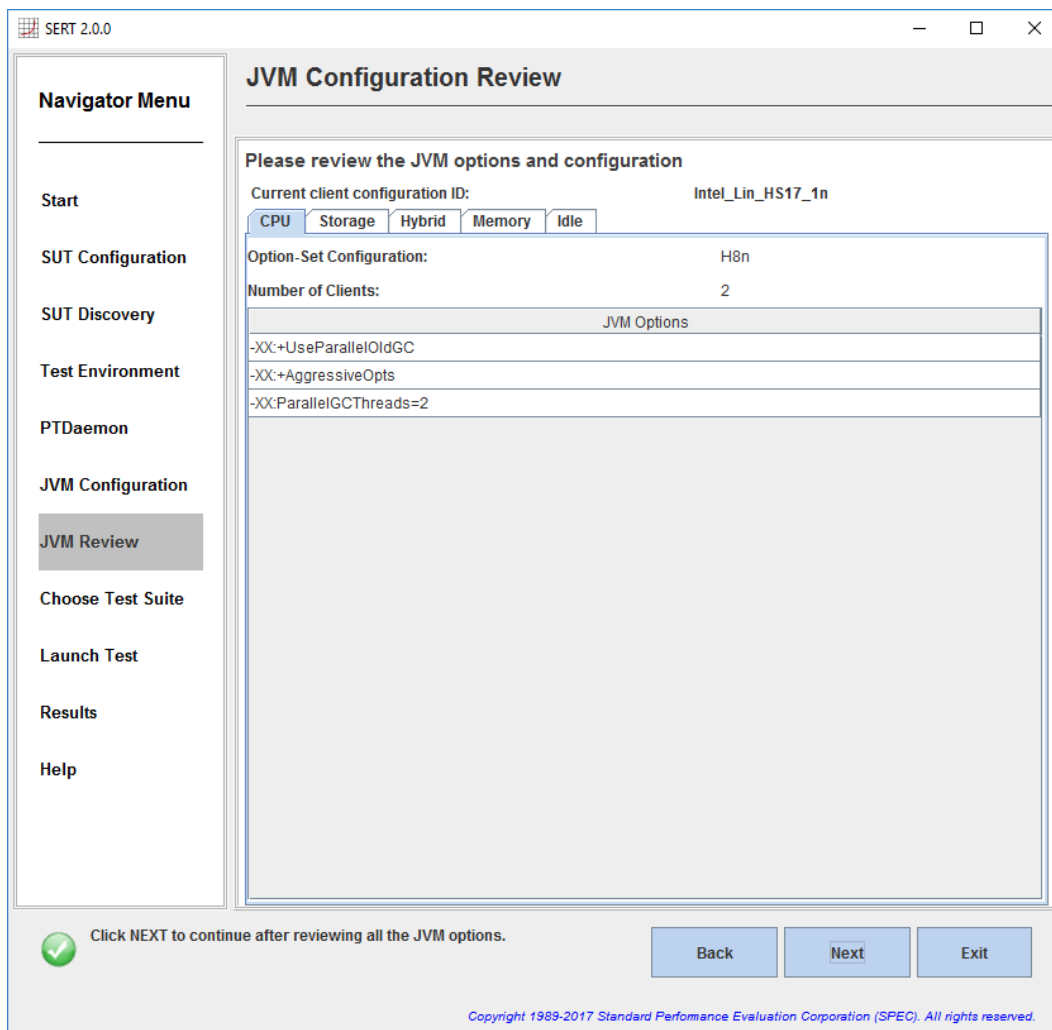 SERT 2.0.0
Navigator Menu
Start
SUT Configuration
SUT Discovery
Test Environment
PTDaemon
JVM Configuration
JVM Review
Choose Test Suite
Launch Test
Results
Help
JVM Configuration Review
Please review the JVM options and configuration
Current client configuration ID: Intel_Lin_HS17_1n
CPU Storage Hybrid Memory Idle
Option-Set Configuration: H8n
Number of Clients: 2
JVM Options
-XX:+UseParallelOldGC
-XX:+AggressiveOpts
-XX:ParallelGCThreads=2
Click NEXT to continue after reviewing all the JVM options.
Back Next Exit
Copyright 1989-2017 Standard Performance Evaluation Corporation (SPEC). All rights reserved.